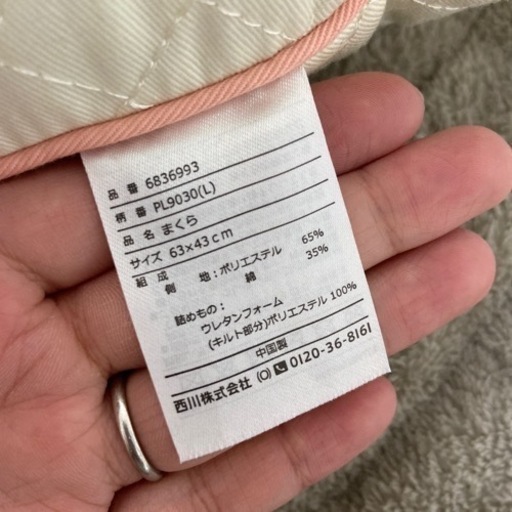 品 番 6836993
柄 番 PL9030(L)
品 名 まくら
サイズ 63×43cm
組 成
側 地：ポリエステル 65%
綿 35%
詰めもの：
ウレタンフォーム
(キルト部分)ポリエステル 100%
中国製
西川株式会社 (O) 0120-36-8161